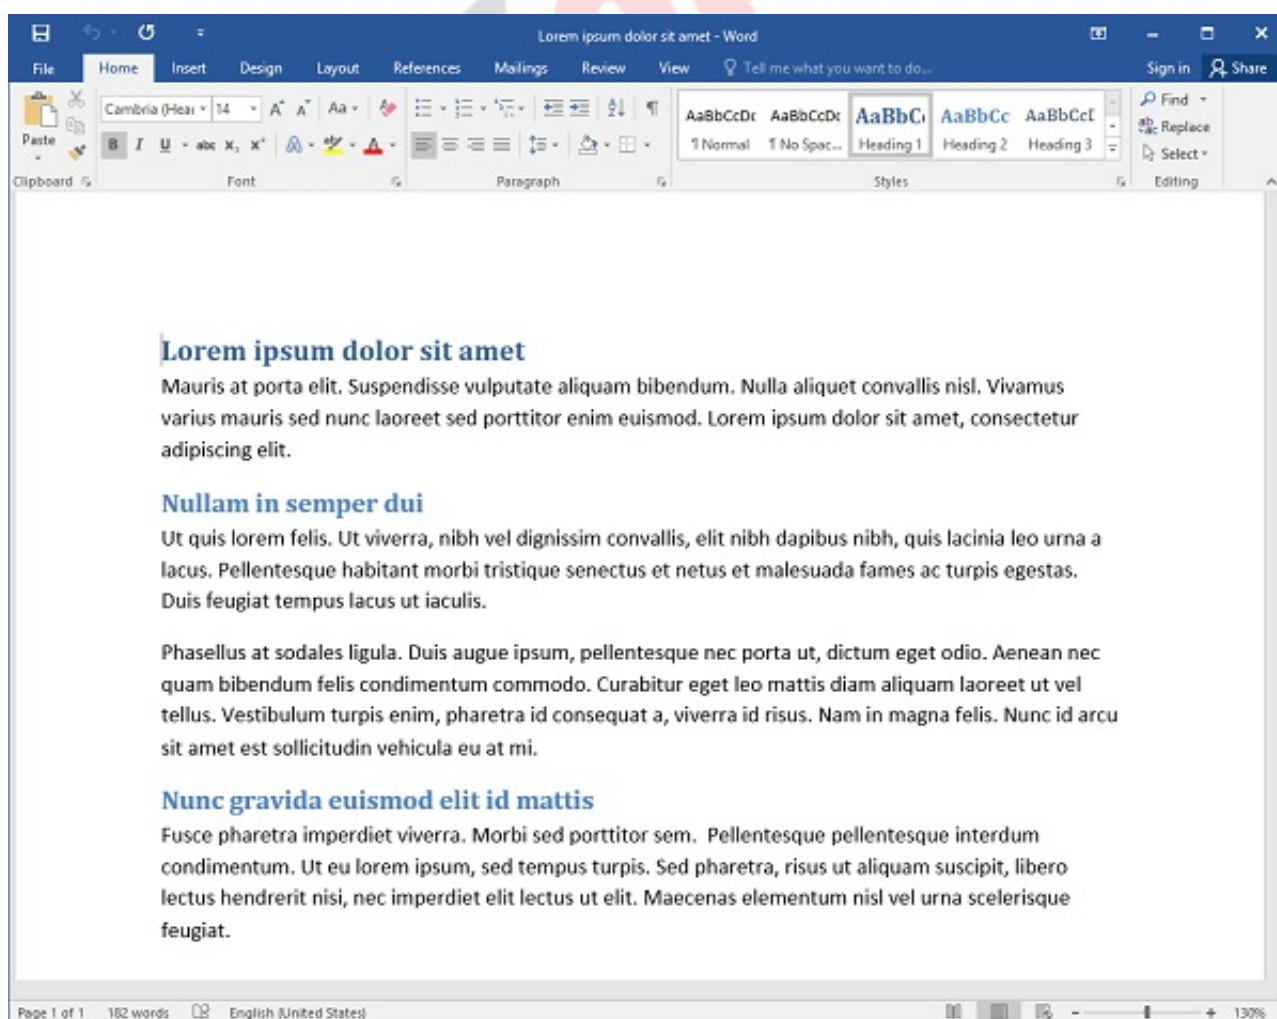 Lorem ipsum dolor sit amet - Word
File Home Insert Design Layout References Mailings Review View Tell me what you want to do... Sign in Share
Paste
Clipboard
Cambria (Hea 14 A A Aa
B I U abc X, X' A A
Font
Paragraph
AaBbCcDc AaBbCcDc AaBbC AaBbCc AaBbCcI
1 Normal 1 No Spac... Heading 1 Heading 2 Heading 3
Styles
Find
Replace
Select
Editing
Lorem ipsum dolor sit amet
Mauris at porta elit. Suspendisse vulputate aliquam bibendum. Nulla aliquet convallis nisl. Vivamus
varius mauris sed nunc laoreet sed porttitor enim euismod. Lorem ipsum dolor sit amet, consectetur
adipiscing elit.
Nullam in semper dui
Ut quis lorem felis. Ut viverra, nibh vel dignissim convallis, elit nibh dapibus nibh, quis lacinia leo urna a
lacus. Pellentesque habitant morbi tristique senectus et netus et malesuada fames ac turpis egestas.
Duis feugiat tempus lacus ut iaculis.
Phasellus at sodales ligula. Duis augue ipsum, pellentesque nec porta ut, dictum eget odio. Aenean nec
quam bibendum felis condimentum commodo. Curabitur eget leo mattis diam aliquam laoreet ut vel
tellus. Vestibulum turpis enim, pharetra id consequat a, viverra id risus. Nam in magna felis. Nunc id arcu
sit amet est sollicitudin vehicula eu at mi.
Nunc gravida euismod elit id mattis
Fusce pharetra imperdiet viverra. Morbi sed porttitor sem.  Pellentesque pellentesque interdum
condimentum. Ut eu lorem ipsum, sed tempus turpis. Sed pharetra, risus ut aliquam suscipit, libero
lectus hendrerit nisi, nec imperdiet elit lectus ut elit. Maecenas elementum nisl vel urna scelerisque
feugiat.
Page 1 of 1 182 words English (United States) 130%